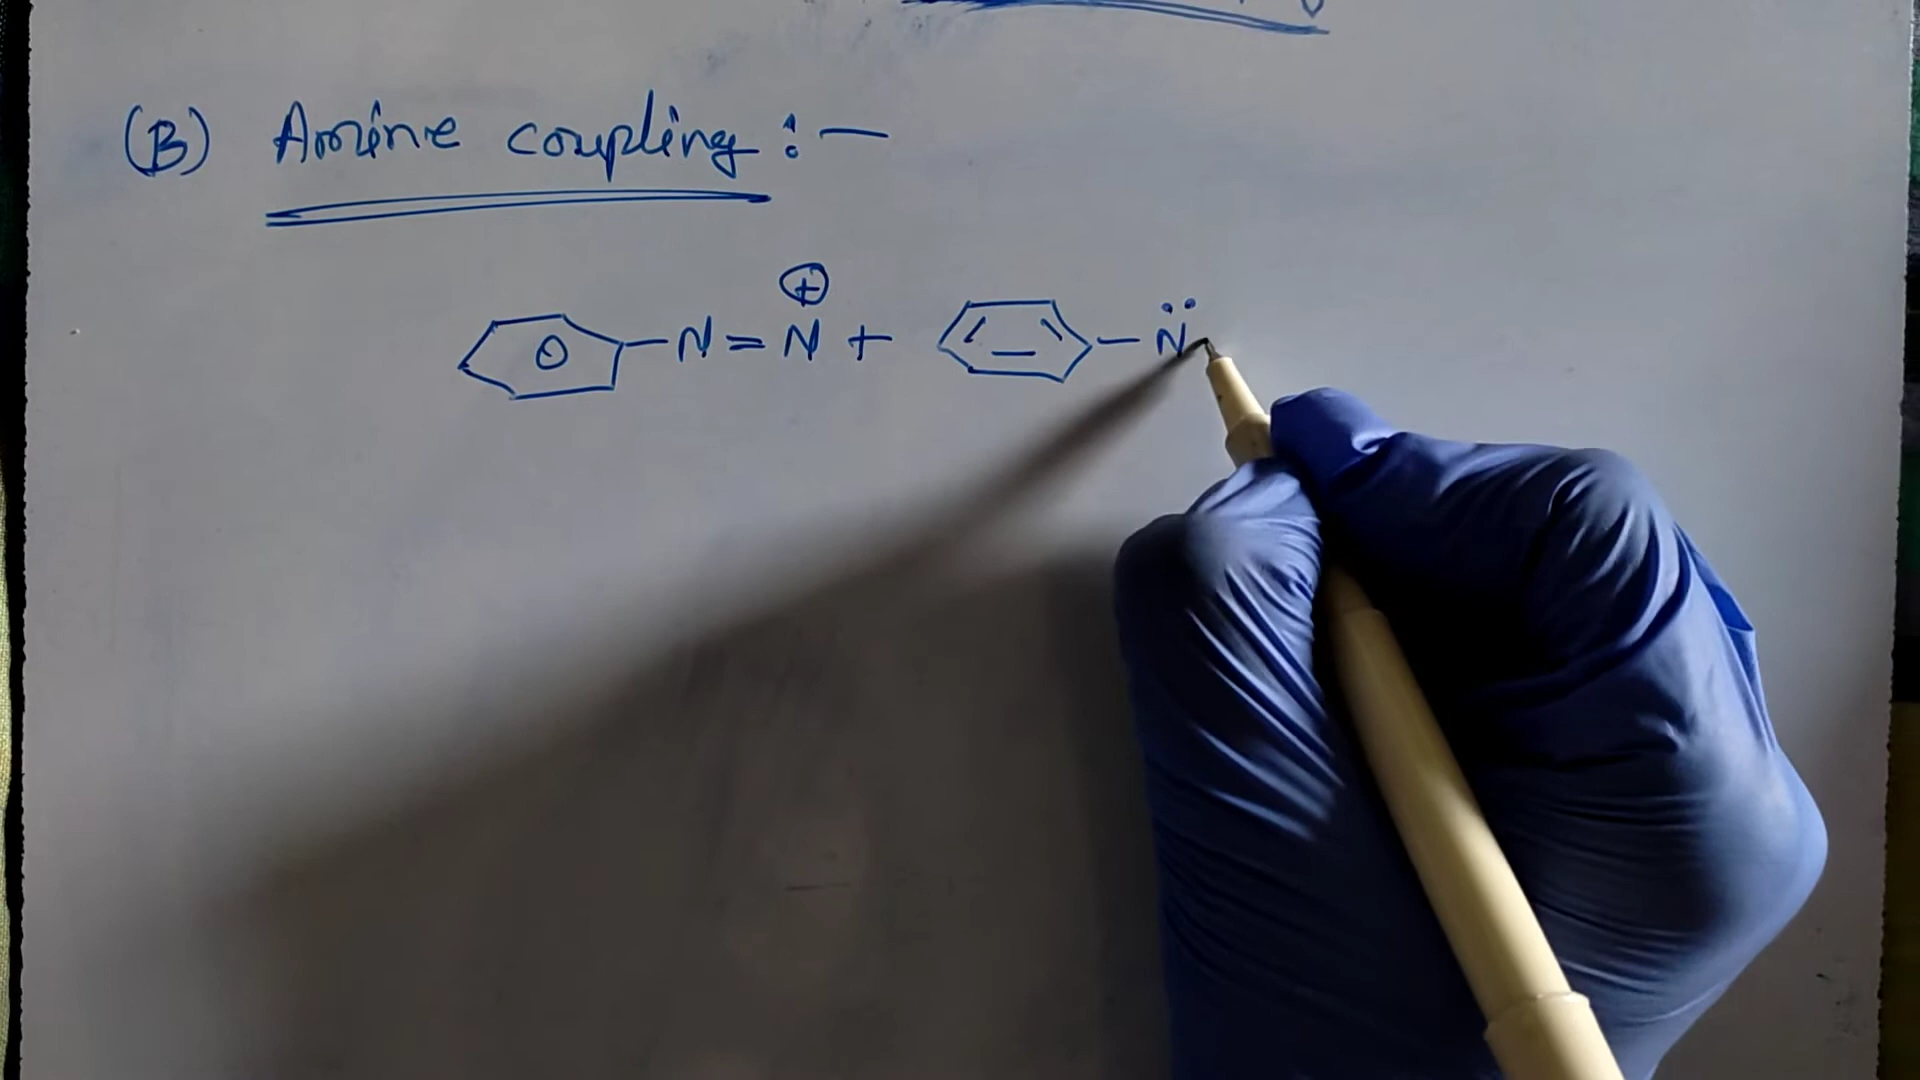 (B) Amine coupling :-
N=N⊕ + N̈